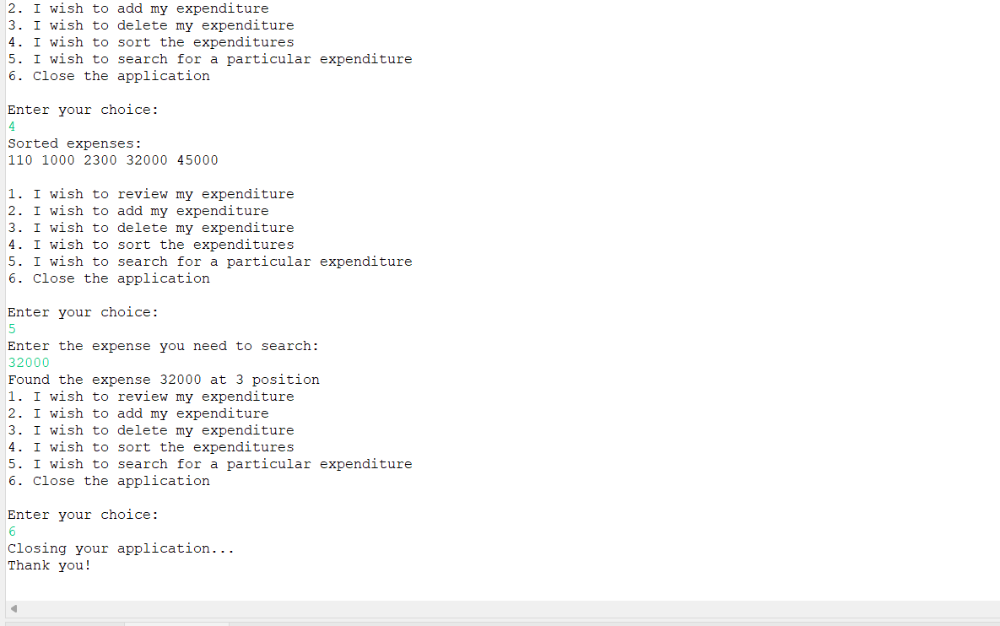 2. I wish to add my expenditure
3. I wish to delete my expenditure
4. I wish to sort the expenditures
5. I wish to search for a particular expenditure
6. Close the application
Enter your choice:
4
Sorted expenses:
110 1000 2300 32000 45000
1. I wish to review my expenditure
2. I wish to add my expenditure
3. I wish to delete my expenditure
4. I wish to sort the expenditures
5. I wish to search for a particular expenditure
6. Close the application
Enter your choice:
5
Enter the expense you need to search:
32000
Found the expense 32000 at 3 position
1. I wish to review my expenditure
2. I wish to add my expenditure
3. I wish to delete my expenditure
4. I wish to sort the expenditures
5. I wish to search for a particular expenditure
6. Close the application
Enter your choice:
6
Closing your application...
Thank you!